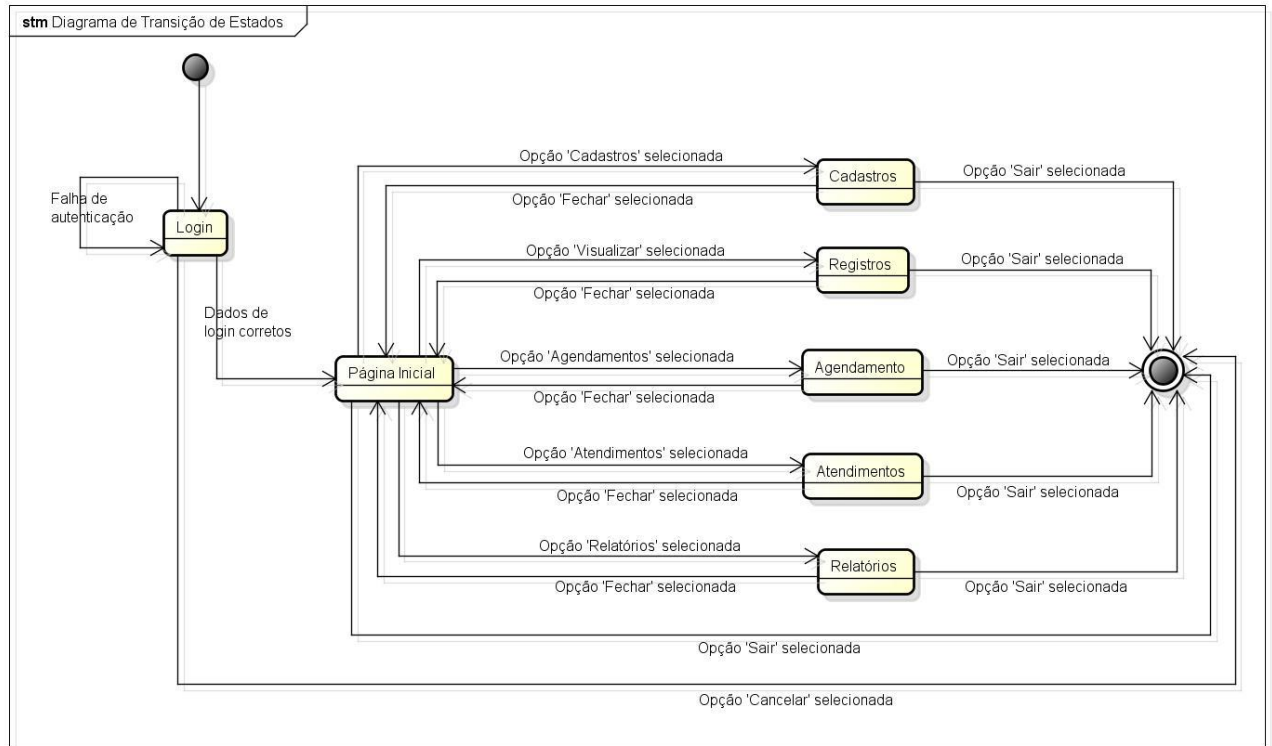 stm Diagrama de Transição de Estados
Opção 'Cadastros' selecionada
Cadastros
Opção 'Sair' selecionada
Opção 'Fechar' selecionada
Falha de
autenticação
Login
Opção 'Visualizar' selecionada
Registros
Opção 'Sair' selecionada
Opção 'Fechar' selecionada
Dados de
login corretos
Opção 'Agendamentos' selecionada
Agendamento
Opção 'Sair' selecionada
Página Inicial
Opção 'Fechar' selecionada
Opção 'Atendimentos' selecionada
Atendimentos
Opção 'Fechar' selecionada
Opção 'Sair' selecionada
Opção 'Relatórios' selecionada
Relatórios
Opção 'Fechar' selecionada
Opção 'Sair' selecionada
Opção 'Sair' selecionada
Opção 'Cancelar' selecionada